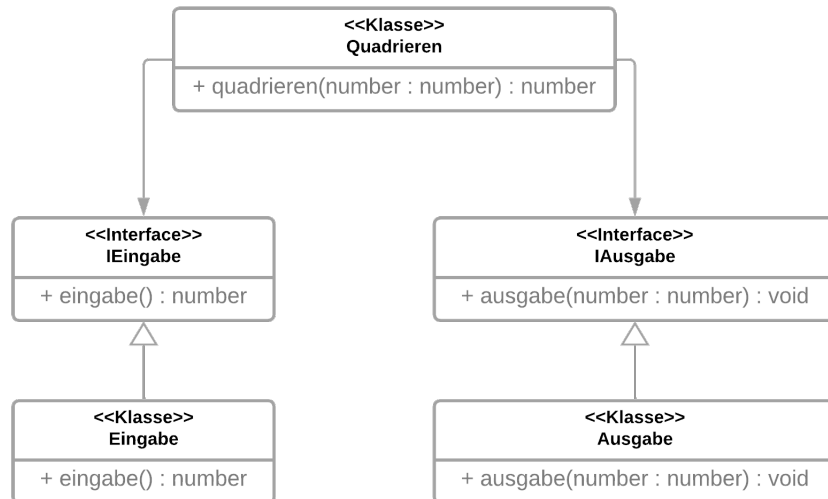 <<Klasse>>
Quadrieren
+ quadrieren(number : number) : number
<<Interface>>
IEingabe
+ eingabe() : number
<<Interface>>
IAusgabe
+ ausgabe(number : number) : void
<<Klasse>>
Eingabe
+ eingabe() : number
<<Klasse>>
Ausgabe
+ ausgabe(number : number) : void